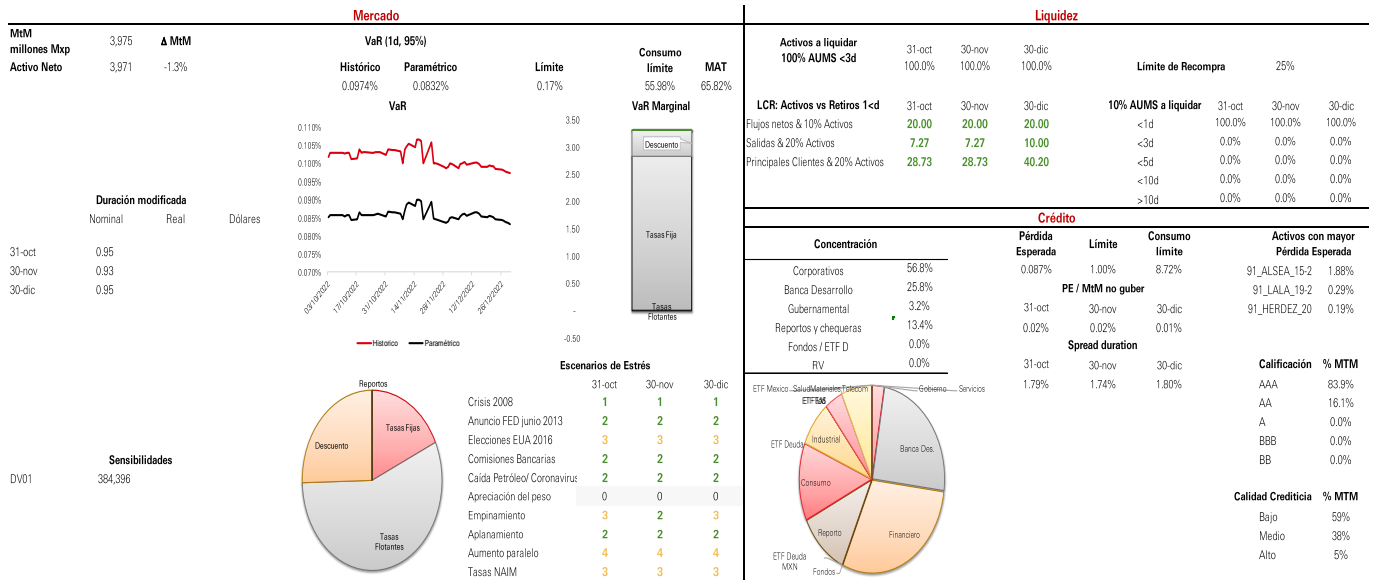 Mercado
MtM
millones Mxp
3,975
Δ MtM
VaR (1d, 95%)
Activo Neto
3,971
-1.3%
Histórico
Paramétrico
Límite
Consumo
límite
MAT
0.0974%
0.0832%
0.17%
55.98%
65.82%
VaR
0.110%
0.105%
0.100%
0.095%
0.090%
0.085%
0.080%
0.075%
0.070%
03/10/2022
17/10/2022
31/10/2022
14/11/2022
28/11/2022
12/12/2022
26/12/2022
Historico
Paramétrico
VaR Marginal
3.50
3.00
2.50
2.00
1.50
1.00
0.50
-
-0.50
Descuento
Tasas Fija
Tasas
Flotantes
Duración modificada
Nominal
Real
Dólares
31-oct
0.95
30-nov
0.93
30-dic
0.95
Sensibilidades
DV01
384,396
Reportos
Tasas Fijas
Descuento
Tasas
Flotantes
Escenarios de Estrés
31-oct
30-nov
30-dic
Crisis 2008
1
1
1
Anuncio FED junio 2013
2
2
2
Elecciones EUA 2016
3
3
3
Comisiones Bancarias
2
2
2
Caída Petróleo/ Coronavirus
2
2
2
Apreciación del peso
0
0
0
Empinamiento
3
2
3
Aplanamiento
2
2
2
Aumento paralelo
4
4
4
Tasas NAIM
3
3
3
Liquidez
Activos a liquidar
100% AUMS <3d
31-oct
30-nov
30-dic
100.0%
100.0%
100.0%
Límite de Recompra
25%
LCR: Activos vs Retiros 1<d
31-oct
30-nov
30-dic
Flujos netos & 10% Activos
20.00
20.00
20.00
Salidas & 20% Activos
7.27
7.27
10.00
Principales Clientes & 20% Activos
28.73
28.73
40.20
10% AUMS a liquidar
31-oct
30-nov
30-dic
<1d
100.0%
100.0%
100.0%
<3d
0.0%
0.0%
0.0%
<5d
0.0%
0.0%
0.0%
<10d
0.0%
0.0%
0.0%
>10d
0.0%
0.0%
0.0%
Crédito
Concentración
Corporativos
56.8%
Banca Desarrollo
25.8%
Gubernamental
3.2%
Reportos y chequeras
13.4%
Fondos / ETF D
0.0%
RV
0.0%
Pérdida
Esperada
Límite
Consumo
límite
0.087%
1.00%
8.72%
PE / MtM no guber
31-oct
30-nov
30-dic
0.02%
0.02%
0.01%
Spread duration
31-oct
30-nov
30-dic
1.79%
1.74%
1.80%
Activos con mayor
Pérdida Esperada
91_ALSEA_15-2
1.88%
91_LALA_19-2
0.29%
91_HERDEZ_20
0.19%
Calificación
% MTM
AAA
83.9%
AA
16.1%
A
0.0%
BBB
0.0%
BB
0.0%
Calidad Crediticia
% MTM
Bajo
59%
Medio
38%
Alto
5%
ETF Mexico
Salud
Materiales
Telecom
Gobierno
Servicios
Banca Des.
Industrial
ETF Deuda
Consumo
Reporto
Financiero
ETF Deuda
MXN
Fondos